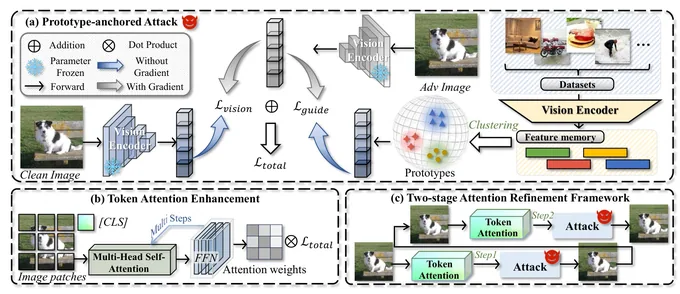 (a) Prototype-anchored Attack
Addition
Dot Product
Parameter
Frozen
Without
Gradient
Forward
With Gradient
Clean Image
Vision
Encoder
ℒvision
ℒguide
ℒtotal
Vision
Encoder
Adv Image
Prototypes
Clustering
Datasets
Vision Encoder
Feature memory
(b) Token Attention Enhancement
[CLS]
Image patches
Multi-Head Self-
Attention
Multi Steps
FFN
Attention weights
ℒtotal
(c) Two-stage Attention Refinement Framework
Token
Attention
Step2
Attack
Token
Attention
Step1
Attack